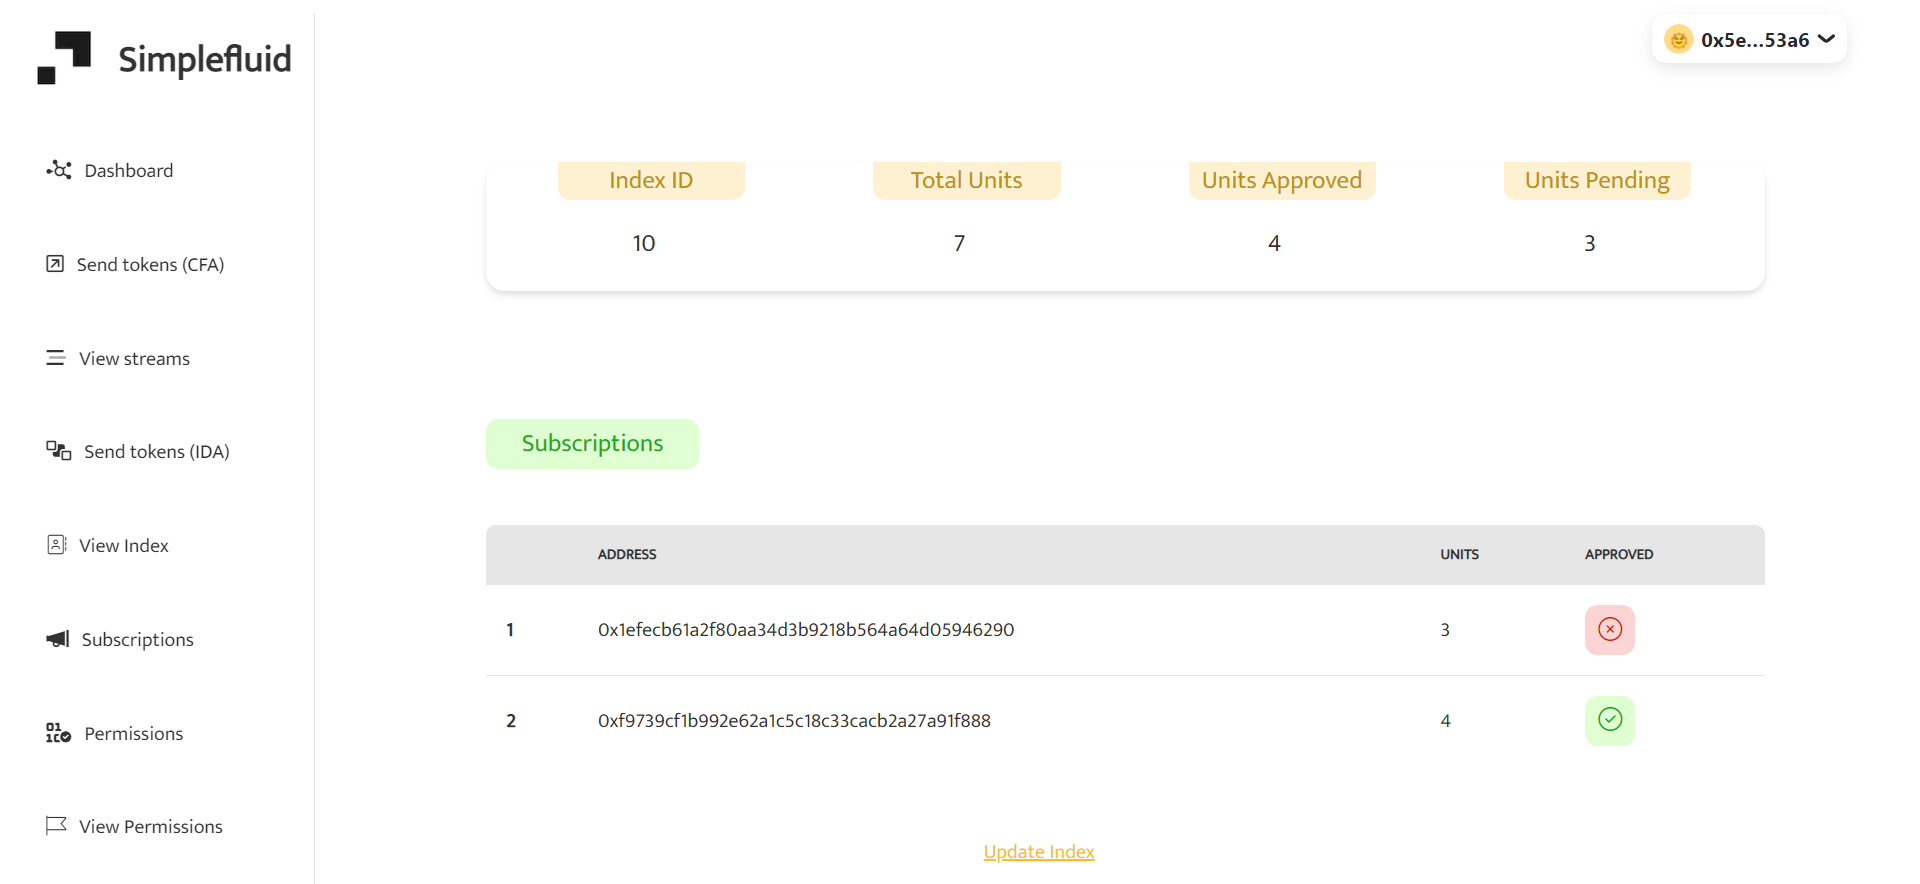 Simplefluid
0x5e...53a6
Dashboard
Send tokens (CFA)
View streams
Send tokens (IDA)
View Index
Subscriptions
Permissions
View Permissions
Index ID Total Units Units Approved Units Pending
10 7 4 3
Subscriptions
ADDRESS UNITS APPROVED
1 0x1efecb61a2f80aa34d3b9218b564a64d05946290 3
2 0xf9739cf1b992e62a1c5c18c33cacb2a27a91f888 4
Update Index